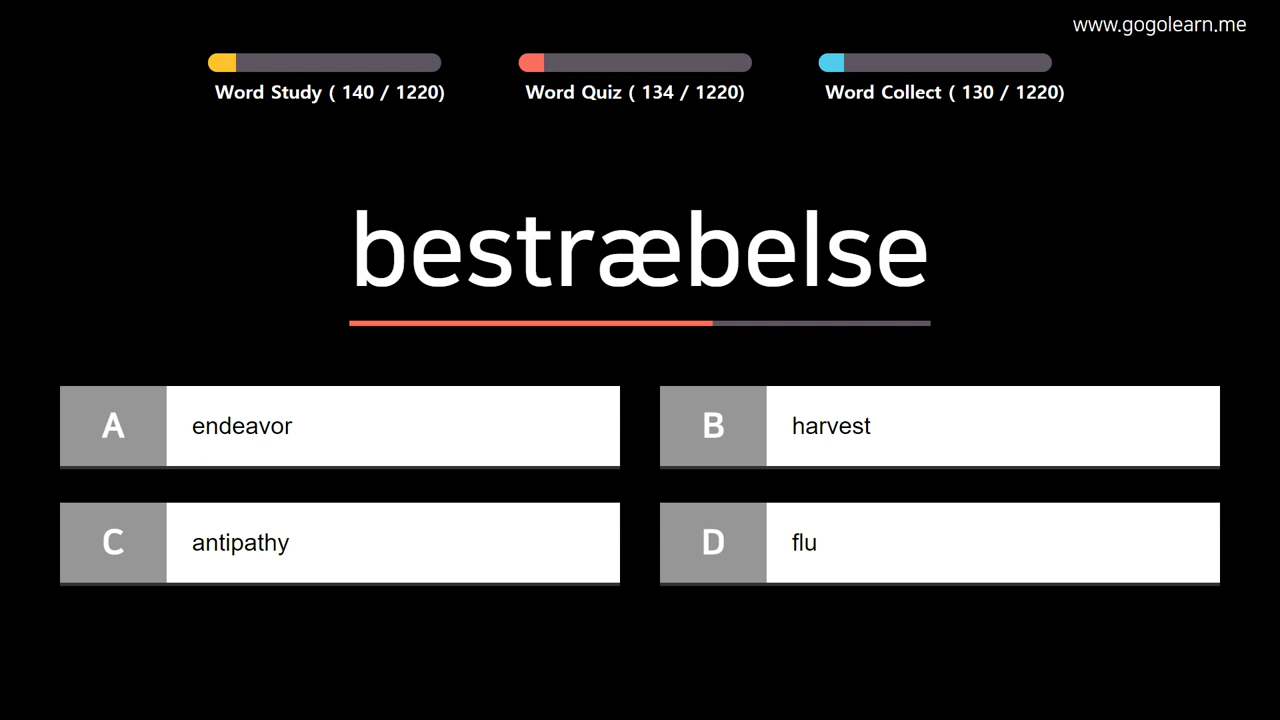 www.gogolearn.me
Word Study ( 140 / 1220)
Word Quiz ( 134 / 1220)
Word Collect ( 130 / 1220)
bestræbelse
A endeavor
B harvest
C antipathy
D flu